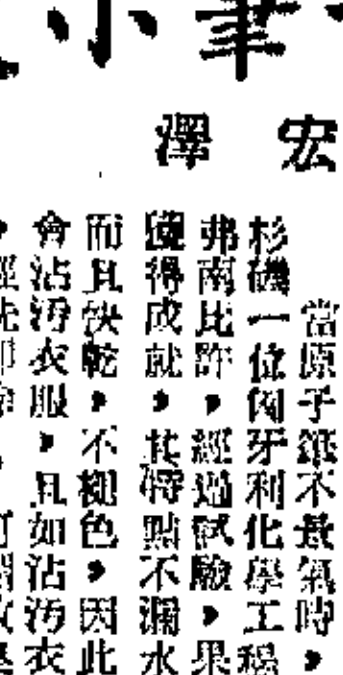 小筆
宏澤
當原子筆不景氣時，
杉磯一位匈牙利化學工程
弗南比許，經過試驗，果
獲得成就，其特點不漏水
而且快乾，不褪色，因此
會沾汚衣服，且如沾汚衣